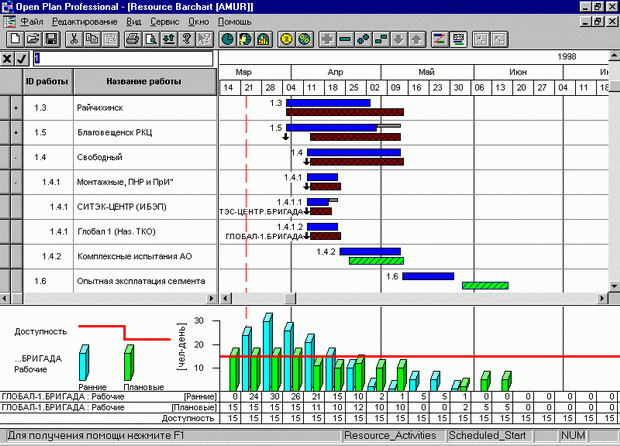 Open Plan Professional - [Resource Barchart [AMUR]]
Файл Редактирование Вид Сервис Окно Помощь
1
1998
ID работы Название работы
Мар Апр Май Июн
14 21 28 04 11 18 25 02 09 16 23 30 06 13 20 27 04 11 18
+ 1.3 Райчихинск 1.3
+ 1.5 Благовещенск РКЦ 1.5
- 1.4 Свободный 1.4
- 1.4.1 Монтажные, ПНР и ПрИ" 1.4.1
1.4.1 СИТЭК-ЦЕНТР (ИБЭП) 1.4.1.1
ТЭС-ЦЕНТР.БРИГАДА
1.4.1 Глобал 1 (Наз. ТКО) 1.4.1.2
ГЛОБАЛ-1.БРИГАДА
1.4.2 Комплексные испытания АО 1.4.2
1.6 Опытная эксплатация сегмента 1.6
Доступность
...БРИГАДА
Рабочие
Ранние Плановые
[чел-день]
30
20
10
ГЛОБАЛ-1.БРИГАДА : Рабочие [Ранние] 0 24 30 26 21 15 10 2 1 5 5 1 0 0 0 0 0 0
ГЛОБАЛ-1.БРИГАДА : Рабочие [Плановые] 15 15 15 15 11 10 12 10 10 0 0 2 5 5 0 0 0 0
Доступность 15 15 15 15 15 15 15 15 15 15 15 15 15 15 15 15 15 15
Для получения помощи нажмите F1 Resource_Activities Scheduled_Start NUM